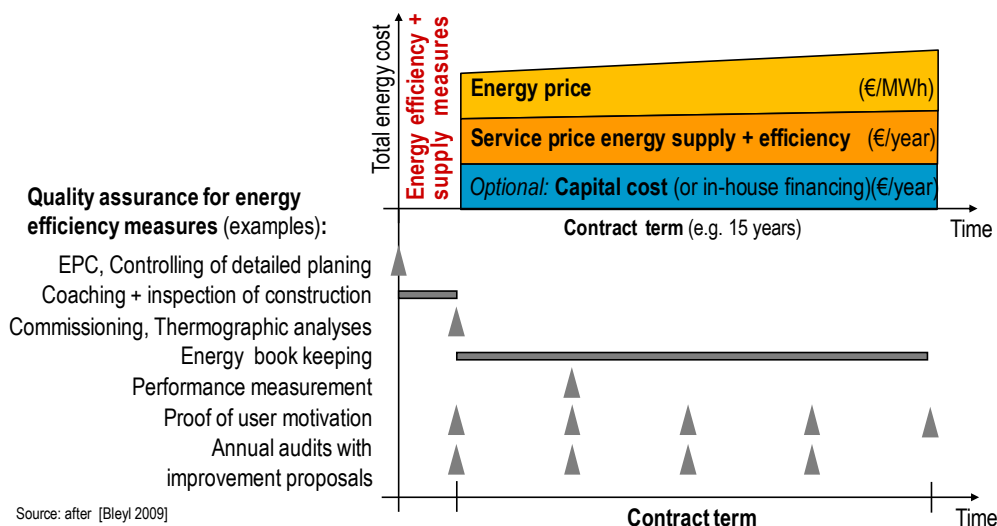 Total energy cost
Energy efficiency +
supply measures
Energy price (€/MWh)
Service price energy supply + efficiency (€/year)
Optional: Capital cost (or in-house financing)(€/year)
Contract term (e.g. 15 years)
Time
Quality assurance for energy
efficiency measures (examples):
EPC, Controlling of detailed planing
Coaching + inspection of construction
Commissioning, Thermographic analyses
Energy book keeping
Performance measurement
Proof of user motivation
Annual audits with
improvement proposals
Source: after [Bleyl 2009]
Contract term
Time